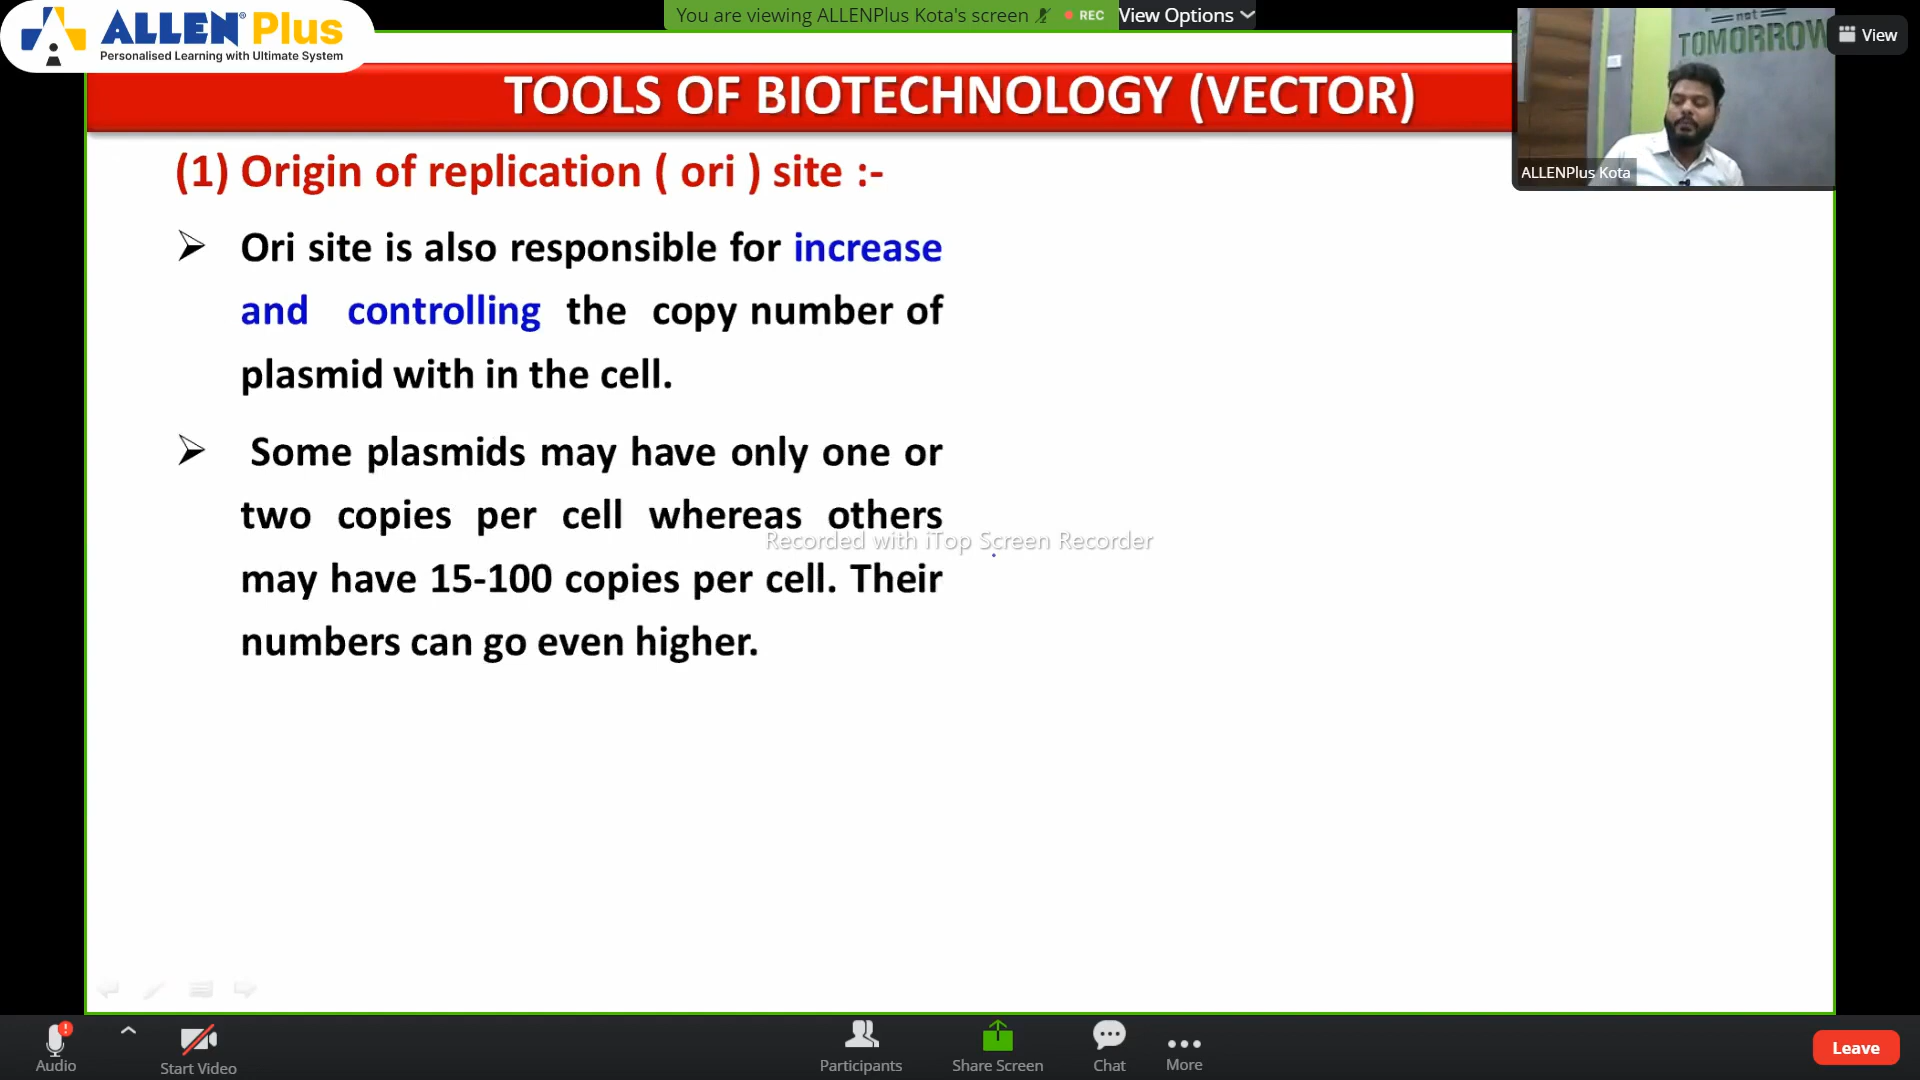 You are viewing ALLENPlus Kota's screen REC View Options
ALLEN® Plus
Personalised Learning with Ultimate System
not
TOMORROW
View
TOOLS OF BIOTECHNOLOGY (VECTOR)
ALLENPlus Kota
(1) Origin of replication ( ori ) site :-
➢ Ori site is also responsible for increase
and controlling the copy number of
plasmid with in the cell.
➢ Some plasmids may have only one or
two copies per cell whereas others
Recorded with iTop Screen Recorder
may have 15-100 copies per cell. Their
numbers can go even higher.
Audio
Start Video
Participants
Share Screen
Chat
More
Leave